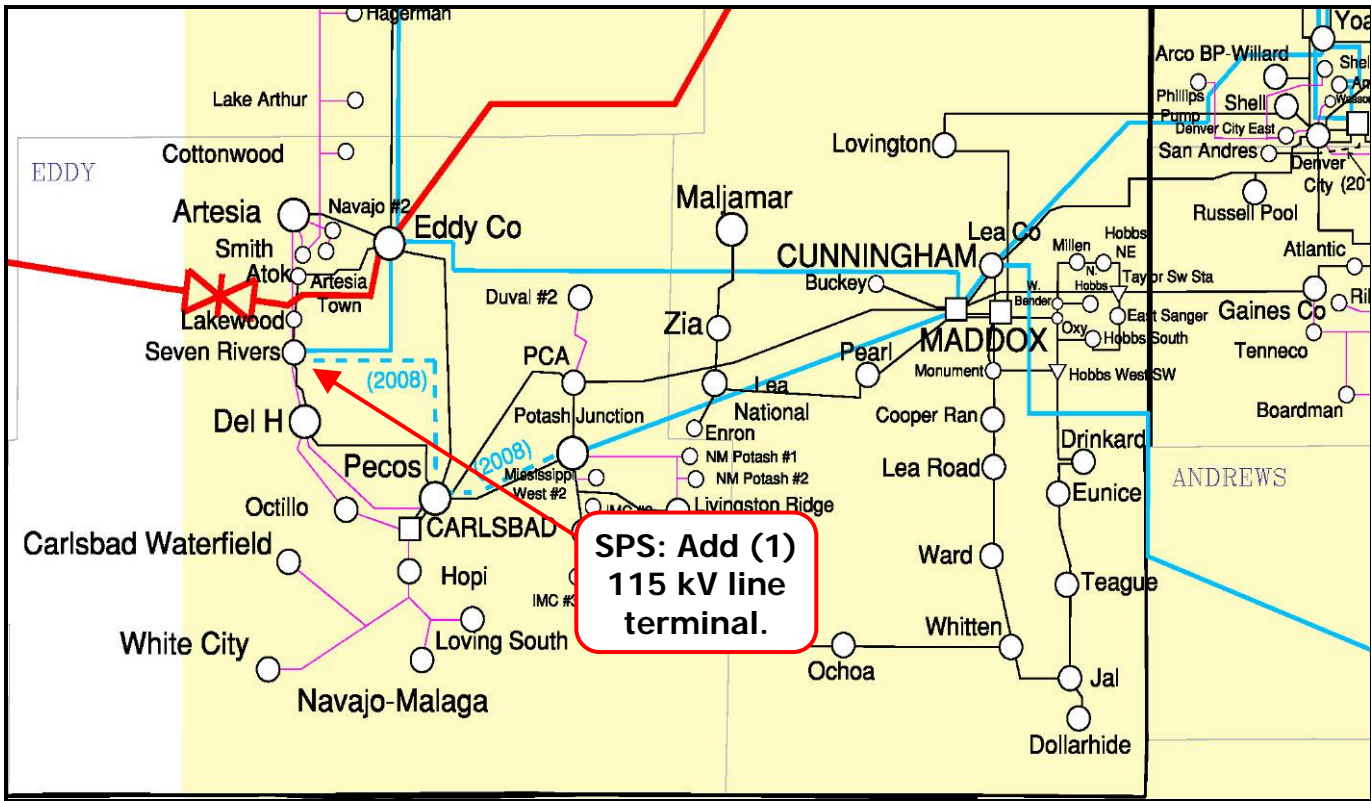 Hagerman
Yoa
Arco BP-Willard
Shel
Phillips
Pump
Am
Wasson
Lake Arthur
Shell
Denver City East
Lovington
San Andres
Denver
City (201
Cottonwood
EDDY
Maljamar
Russell Pool
Artesia
Navajo #2
Eddy Co
Smith
Lea Co
Millen
Hobbs
NE
Atlantic
CUNNINGHAM
Atok
Artesia
Town
Duval #2
Buckey
N.
Hobbs
Taylor Sw Sta
W.
Bender
Gaines Co
Lakewood
Zia
East Sanger
Oxy
Seven Rivers
PCA
Pearl
MADDOX
Hobbs South
Tenneco
(2008)
Monument
Hobbs West SW
Lea
National
Boardman
Del H
Potash Junction
Cooper Ran
Enron
Drinkard
Pecos
(2008)
NM Potash #1
Lea Road
Mississippi
West #2
NM Potash #2
ANDREWS
Eunice
Octillo
Livingston Ridge
CARLSBAD
Carlsbad Waterfield
SPS: Add (1)
115 kV line
terminal.
Ward
Hopi
Teague
IMC #3
White City
Loving South
Whitten
Ochoa
Jal
Navajo-Malaga
Dollarhide